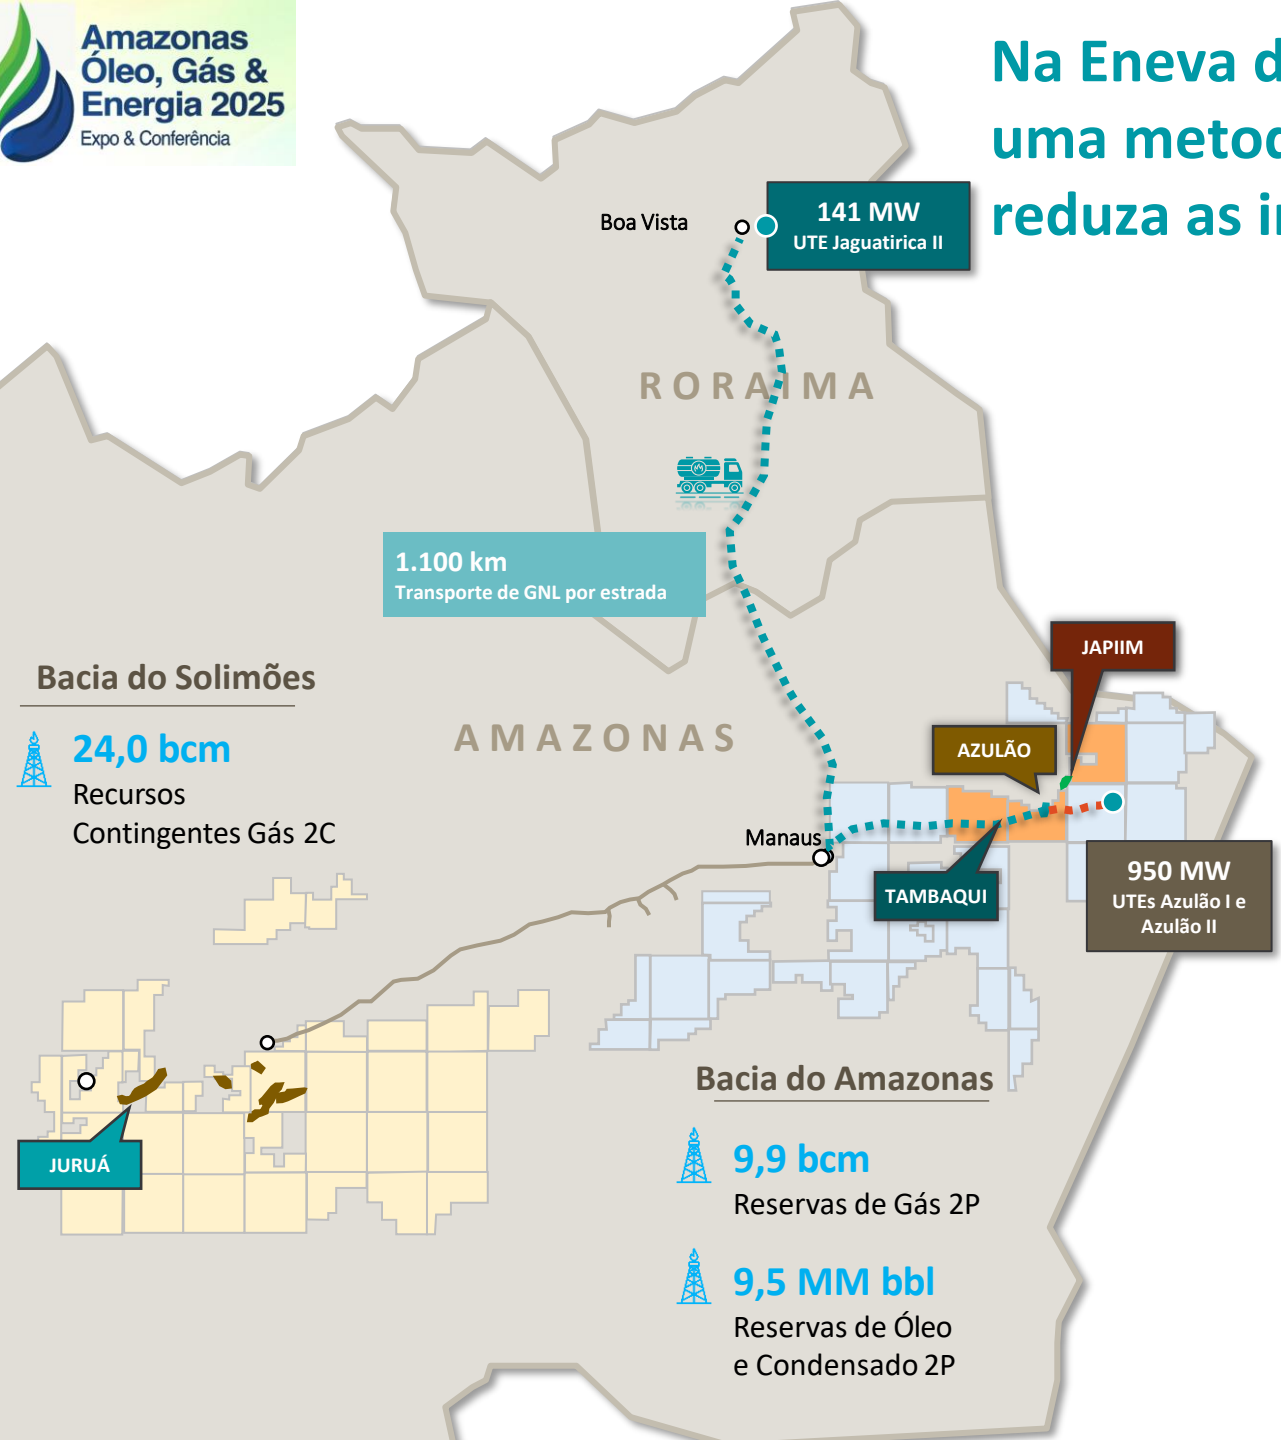 Amazonas
Óleo, Gás &
Energia 2025
Expo & Conferência
Na Eneva d
uma metod
reduza as i
Boa Vista
141 MW
UTE Jaguatirica II
RORAIMA
1.100 km
Transporte de GNL por estrada
JAPIIM
Bacia do Solimões
24,0 bcm
Recursos
Contingentes Gás 2C
AMAZONAS
AZULÃO
Manaus
TAMBAQUI
950 MW
UTEs Azulão I e
Azulão II
JURUÁ
Bacia do Amazonas
9,9 bcm
Reservas de Gás 2P
9,5 MM bbl
Reservas de Óleo
e Condensado 2P